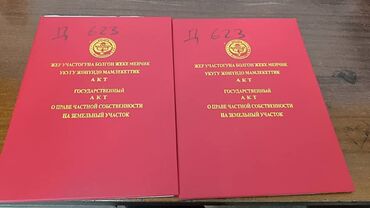 Ц 623
ЖЕР УЧАСТОГУНА БОЛГОН ЖЕКЕ МЕНЧИК
УКУГУ ЖӨНҮНДӨ МАМЛЕКЕТТИК
АКТ
ГОСУДАРСТВЕННЫЙ
АКТ
О ПРАВЕ ЧАСТНОЙ СОБСТВЕННОСТИ
НА ЗЕМЕЛЬНЫЙ УЧАСТОК
Ц 623
ЖЕР УЧАСТОГУНА БОЛГОН ЖЕКЕ МЕНЧИК
УКУГУ ЖӨНҮНДӨ МАМЛЕКЕТТИК
АКТ
ГОСУДАРСТВЕННЫЙ
АКТ
О ПРАВЕ ЧАСТНОЙ СОБСТВЕННОСТИ
НА ЗЕМЕЛЬНЫЙ УЧАСТОК